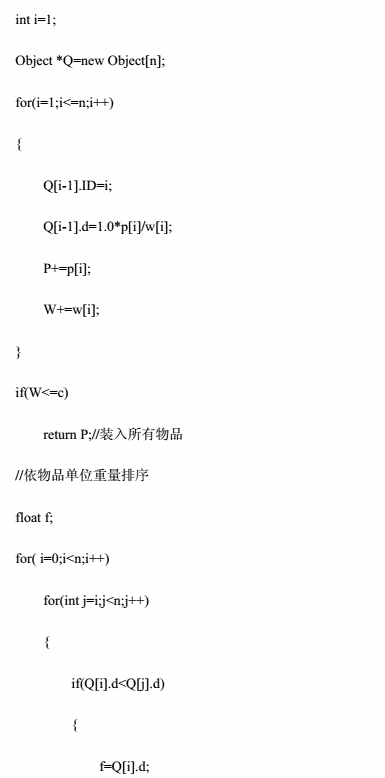 int i=1;
Object *Q=new Object[n];
for(i=1;i<=n;i++)
{
Q[i-1].ID=i;
Q[i-1].d=1.0*p[i]/w[i];
P+=p[i];
W+=w[i];
}
if(W<=c)
return P;//装入所有物品
//依物品单位重量排序
float f;
for( i=0;i<n;i++)
for(int j=i;j<n;j++)
{
if(Q[i].d<Q[j].d)
{
f=Q[i].d;